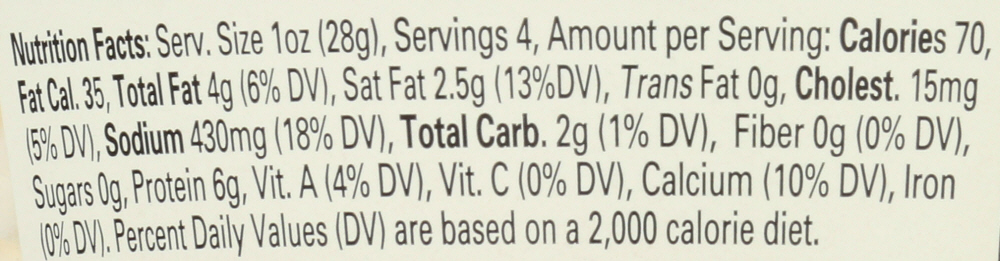 Nutrition Facts: Serv. Size 1oz (28g), Servings 4, Amount per Serving: Calories 70,
Fat Cal. 35, Total Fat 4g (6% DV), Sat Fat 2.5g (13%DV), Trans Fat 0g, Cholest. 15mg
(5% DV), Sodium 430mg (18% DV), Total Carb. 2g (1% DV), Fiber 0g (0% DV),
Sugars 0g, Protein 6g, Vit. A (4% DV), Vit. C (0% DV), Calcium (10% DV), Iron
(0% DV). Percent Daily Values (DV) are based on a 2,000 calorie diet.